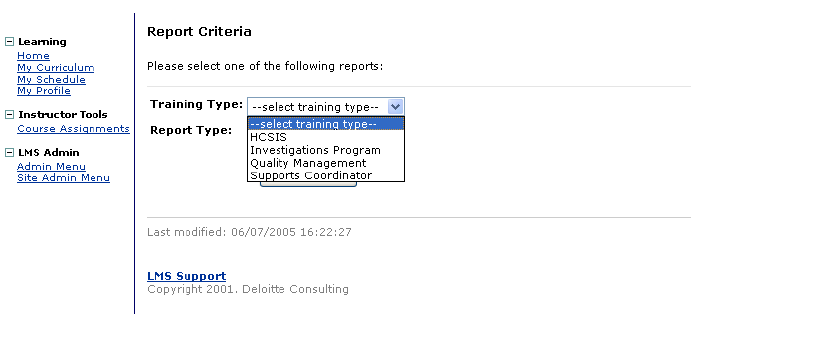 Learning
Home
My Curriculum
My Schedule
My Profile
Instructor Tools
Course Assignments
LMS Admin
Admin Menu
Site Admin Menu
Report Criteria
Please select one of the following reports:
Training Type: --select training type--
--select training type--
Report Type:
HCSIS
Investigations Program
Quality Management
Supports Coordinator
Last modified: 06/07/2005 16:22:27
LMS Support
Copyright 2001. Deloitte Consulting